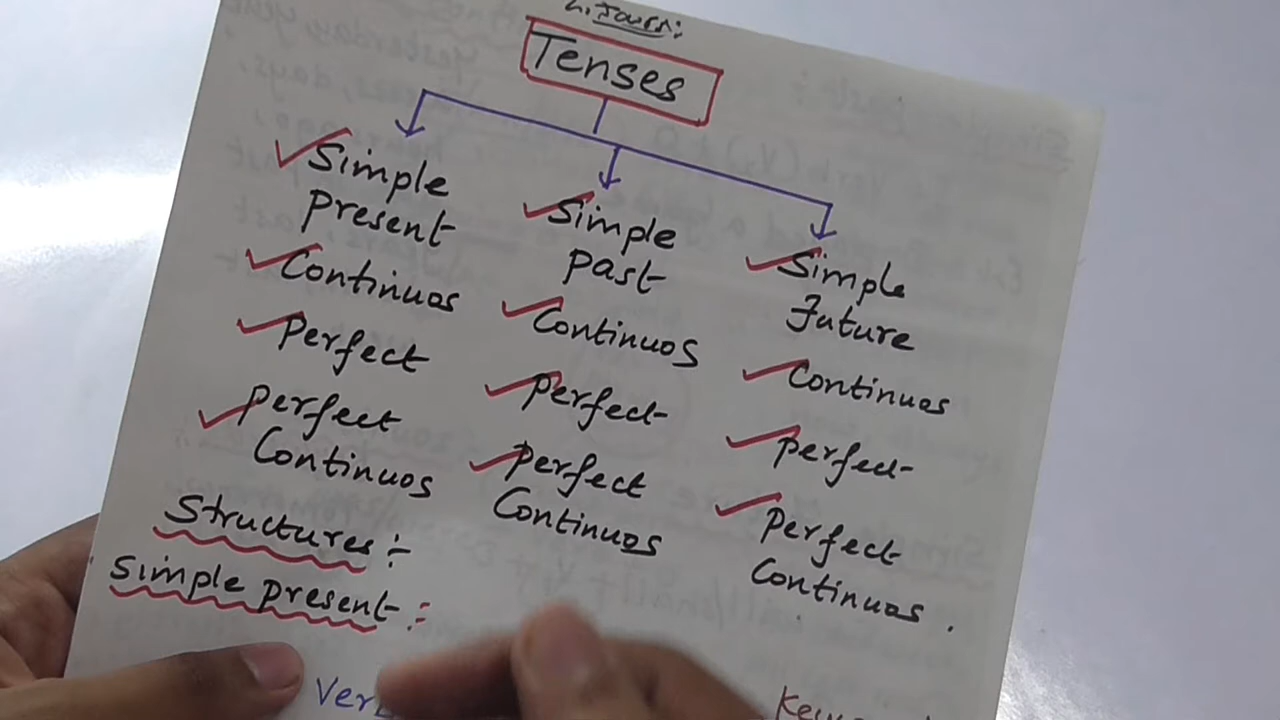 Tenses
Simple
Present
Continuos
Perfect
Perfect
Continuos
Simple
Past
Continuos
Perfect
Perfect
Continuos
Simple
Future
Continuos
Perfect
Perfect
Continuos.
Structures:-
Simple present:-